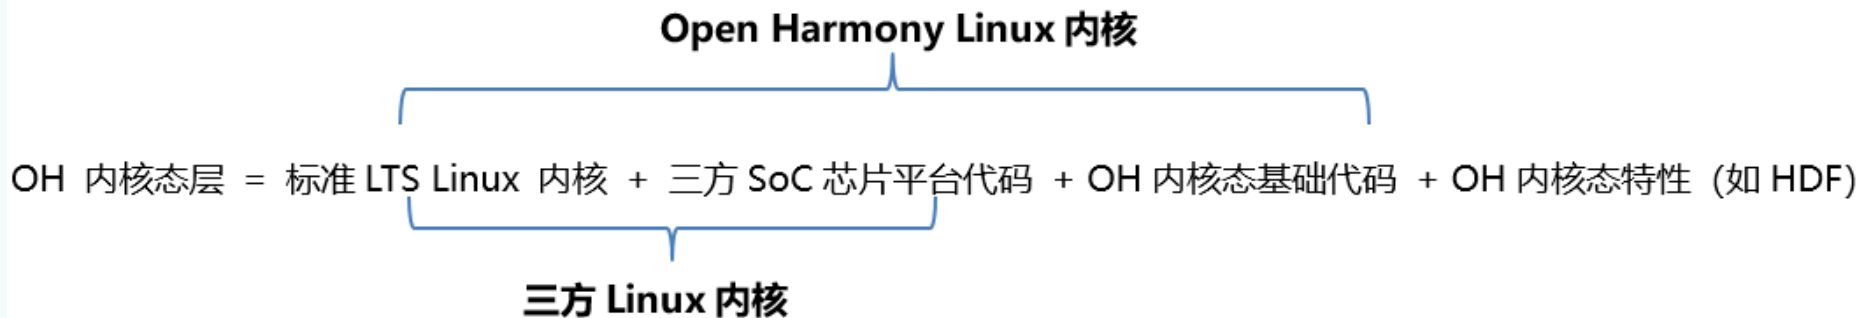 Open Harmony Linux 内核
OH 内核态层 = 标准 LTS Linux 内核 + 三方 SoC 芯片平台代码 + OH 内核态基础代码 + OH 内核态特性 (如 HDF)
三方 Linux 内核